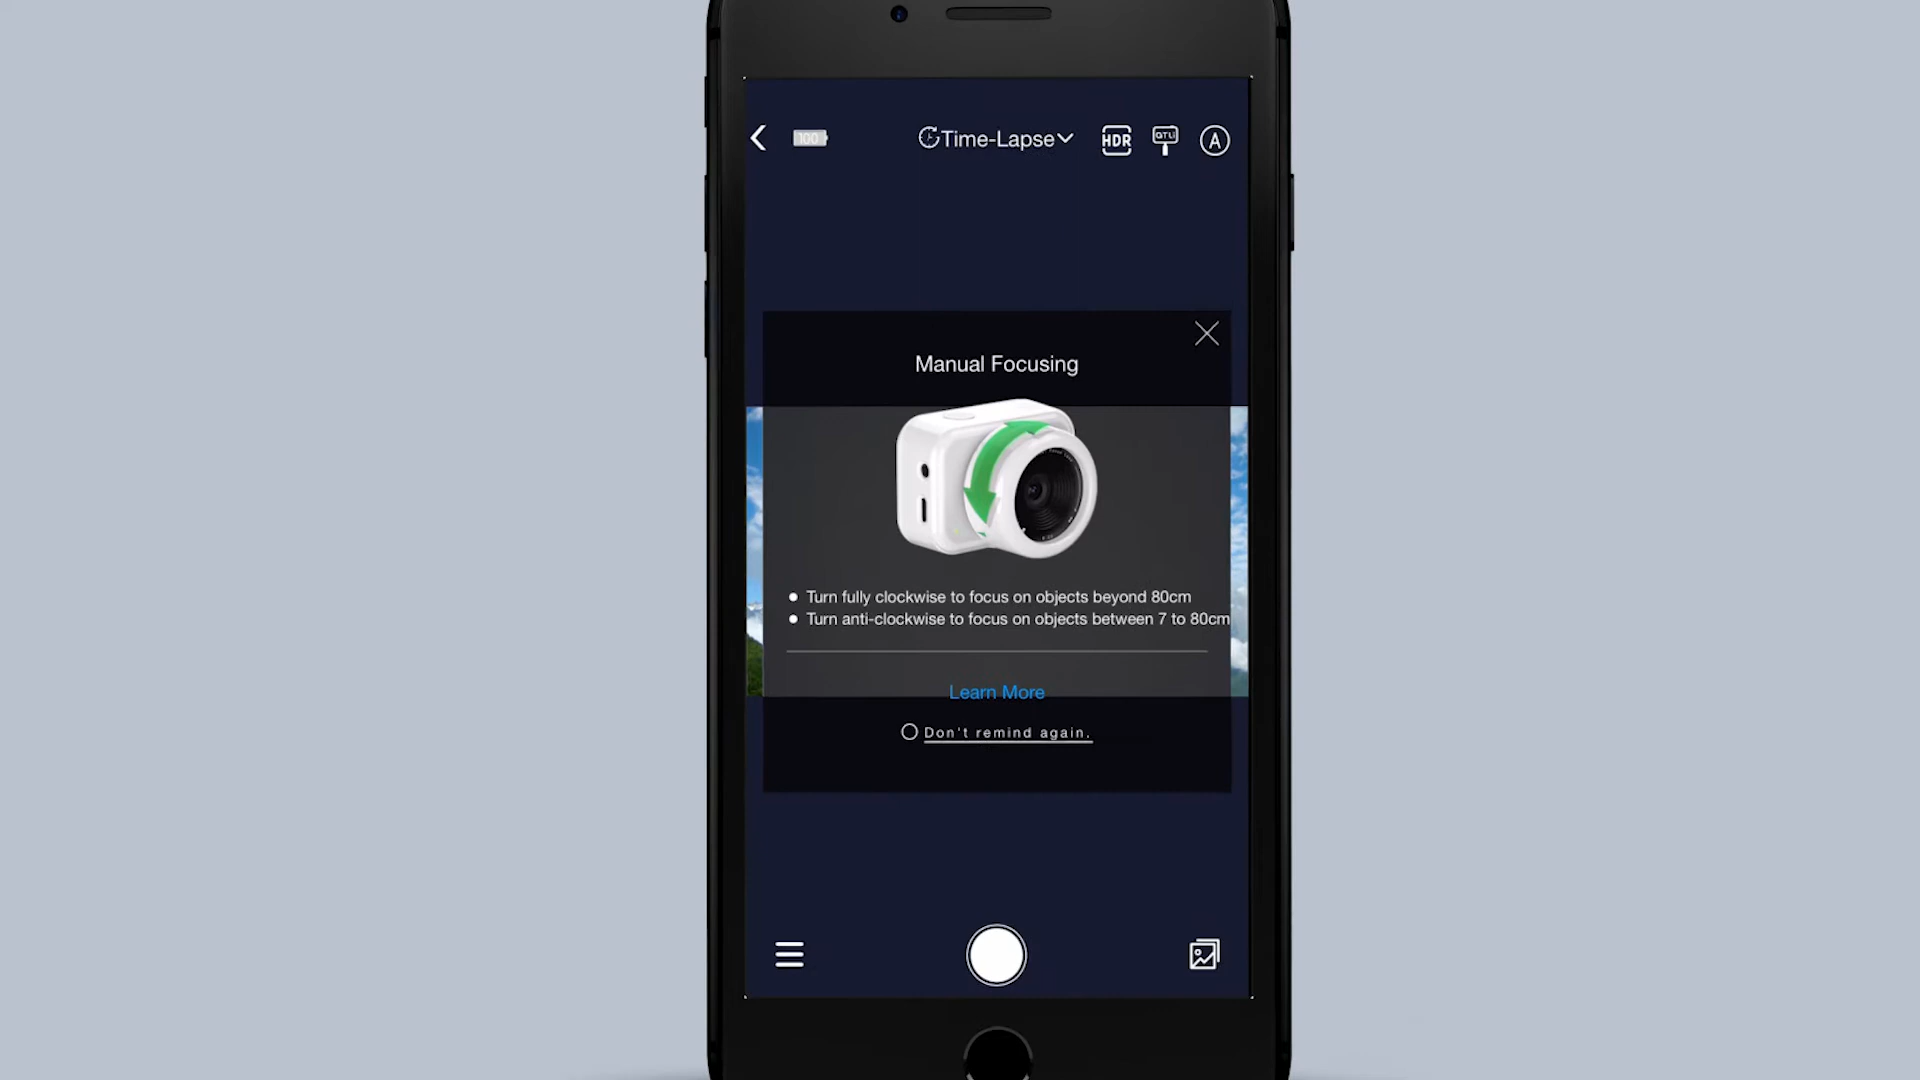 100
Time-Lapse
HDR
A
Manual Focusing
Turn fully clockwise to focus on objects beyond 80cm
Turn anti-clockwise to focus on objects between 7 to 80cm
Learn More
Don't remind again.